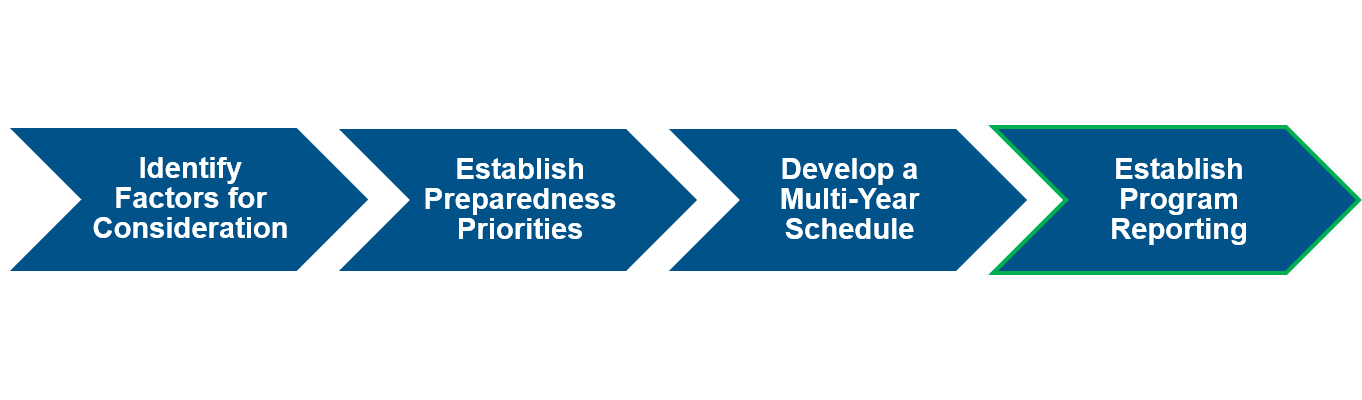 Identify
Factors for
Consideration
Establish
Preparedness
Priorities
Develop a
Multi-Year
Schedule
Establish
Program
Reporting